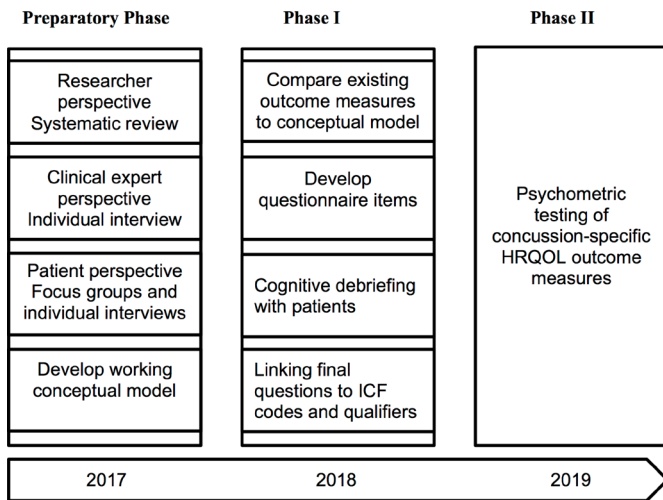 Preparatory Phase
Phase I
Phase II
Researcher
perspective
Systematic review
Clinical expert
perspective
Individual interview
Patient perspective
Focus groups and
individual interviews
Develop working
conceptual model
Compare existing
outcome measures
to conceptual model
Develop
questionnaire items
Cognitive debriefing
with patients
Linking final
questions to ICF
codes and qualifiers
Psychometric
testing of
concussion-specific
HRQOL outcome
measures
2017
2018
2019